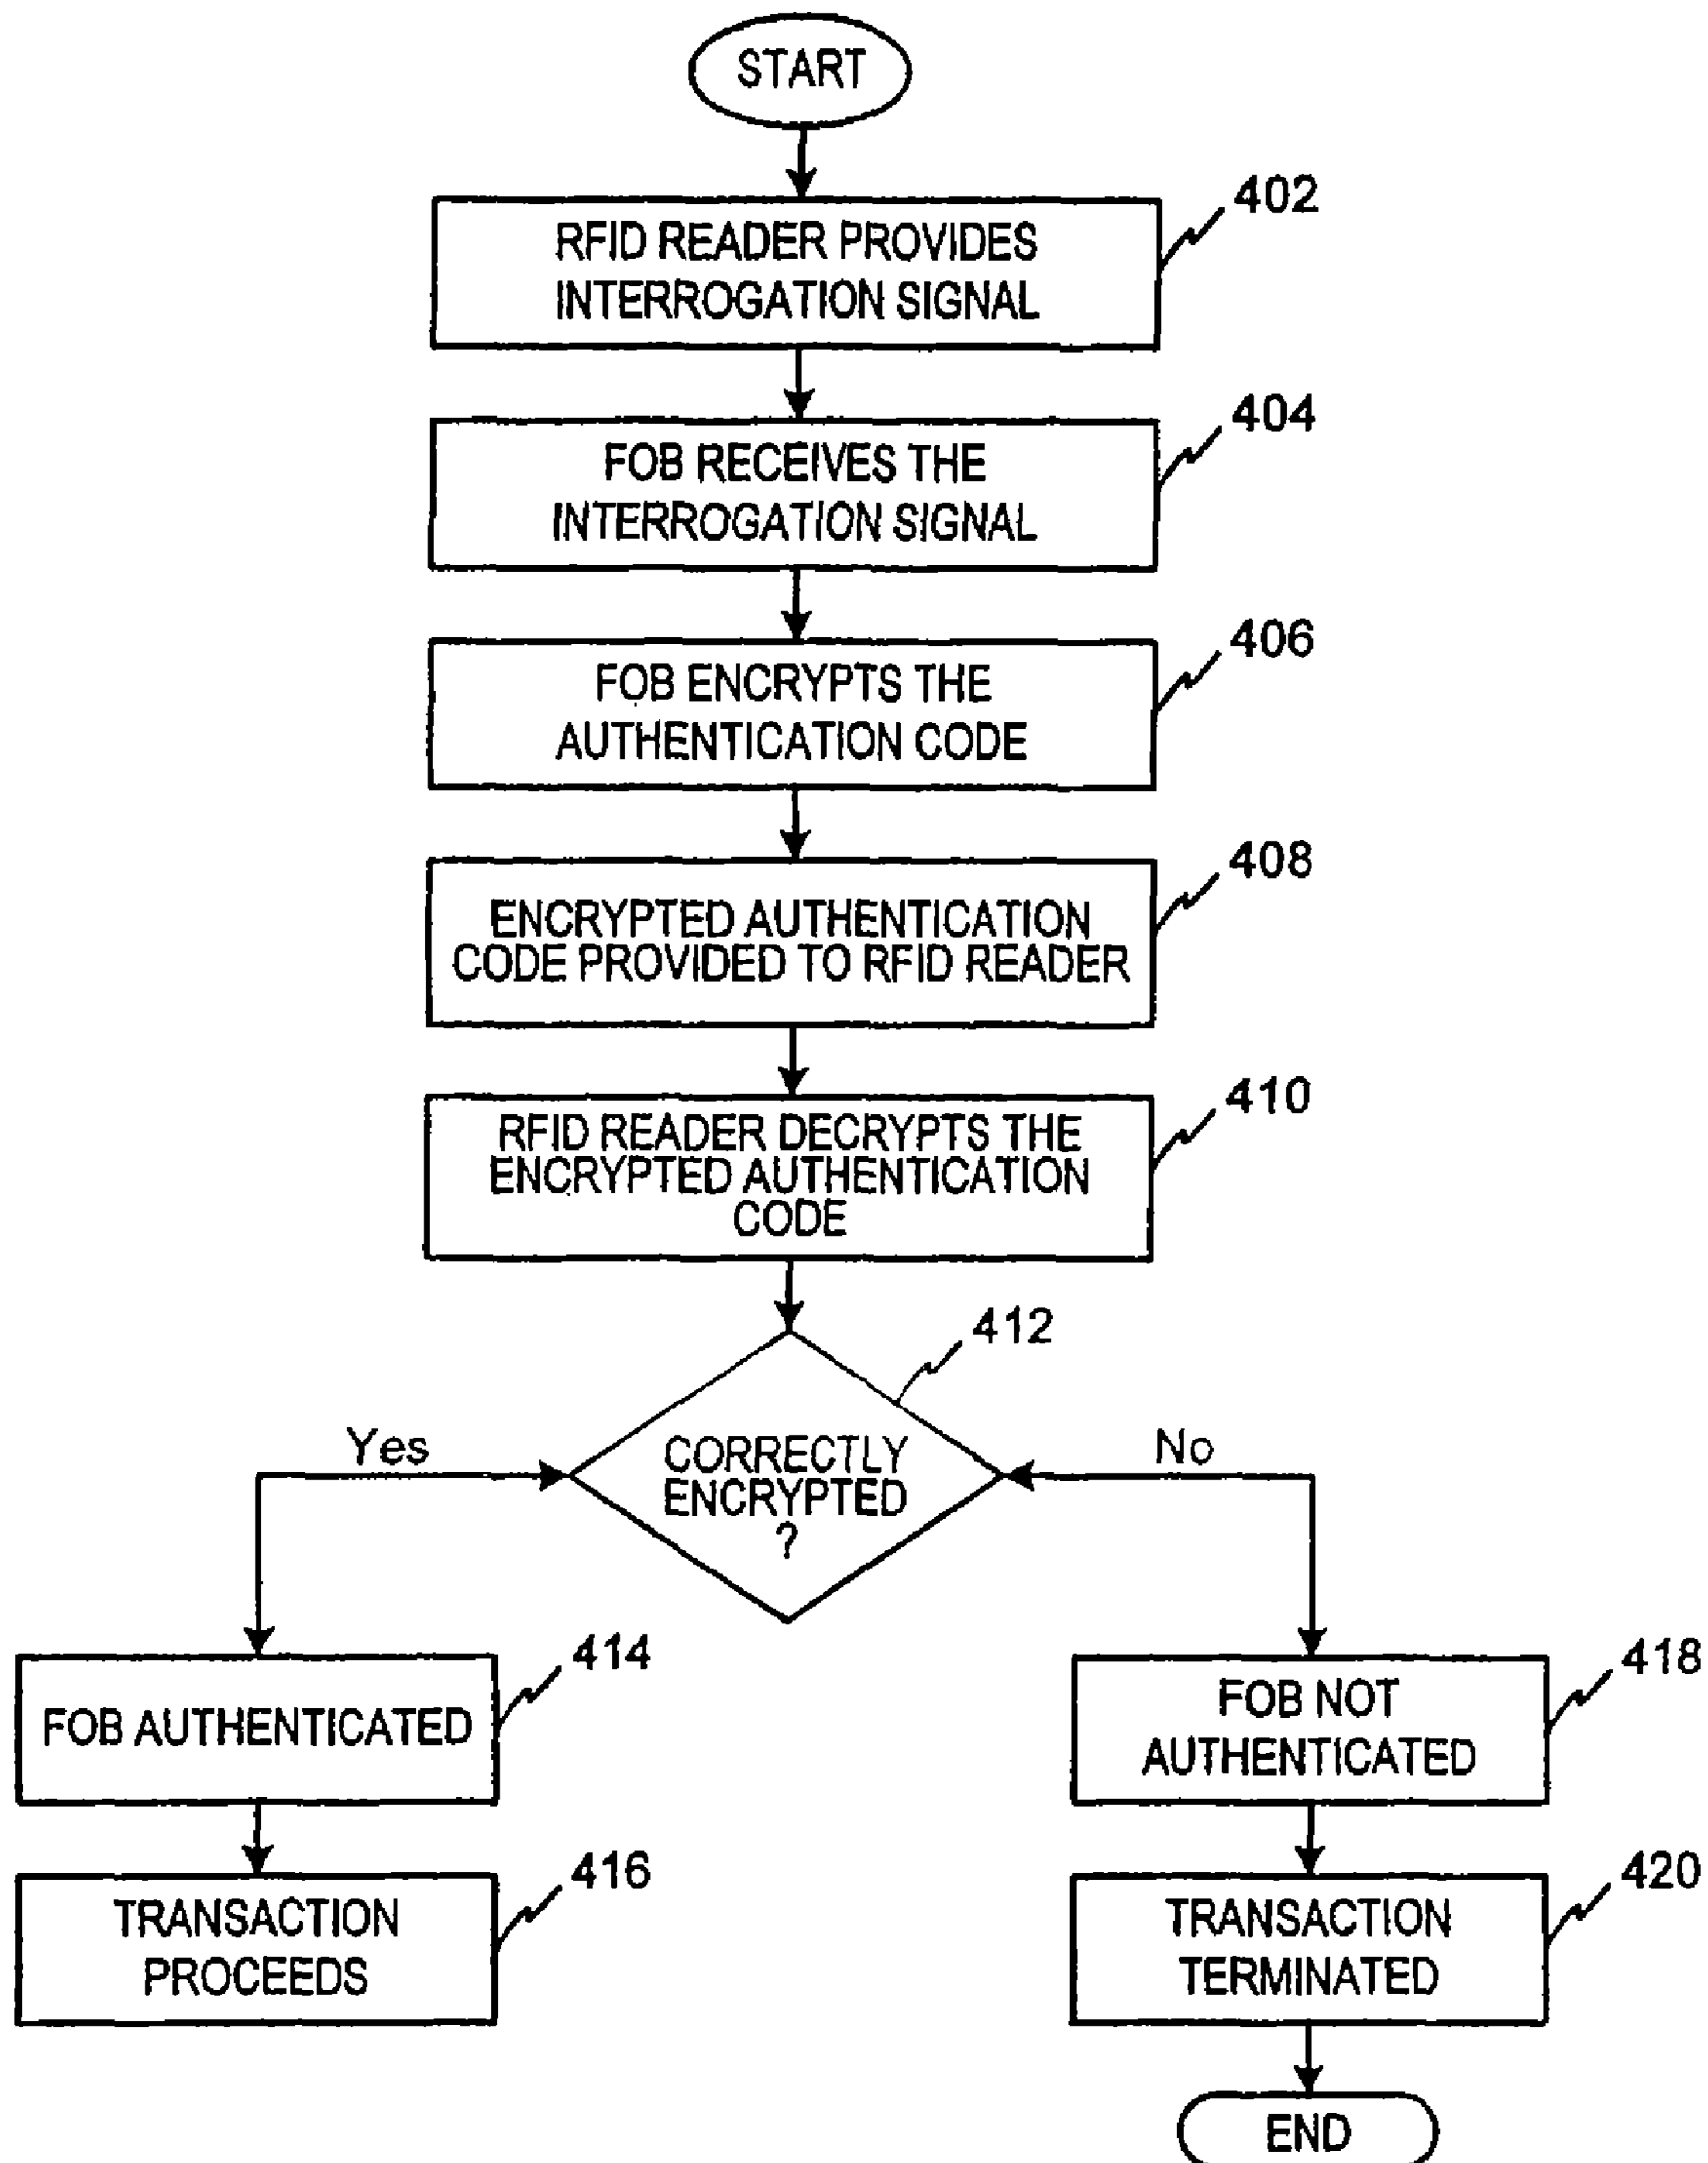 START
402
RFID READER PROVIDES
INTERROGATION SIGNAL
404
FOB RECEIVES THE
INTERROGATION SIGNAL
406
FOB ENCRYPTS THE
AUTHENTICATION CODE
408
ENCRYPTED AUTHENTICATION
CODE PROVIDED TO RFID READER
410
RFID READER DECRYPTS THE
ENCRYPTED AUTHENTICATION
CODE
412
Yes
CORRECTLY
ENCRYPTED
?
No
414
FOB AUTHENTICATED
418
FOB NOT
AUTHENTICATED
416
TRANSACTION
PROCEEDS
420
TRANSACTION
TERMINATED
END